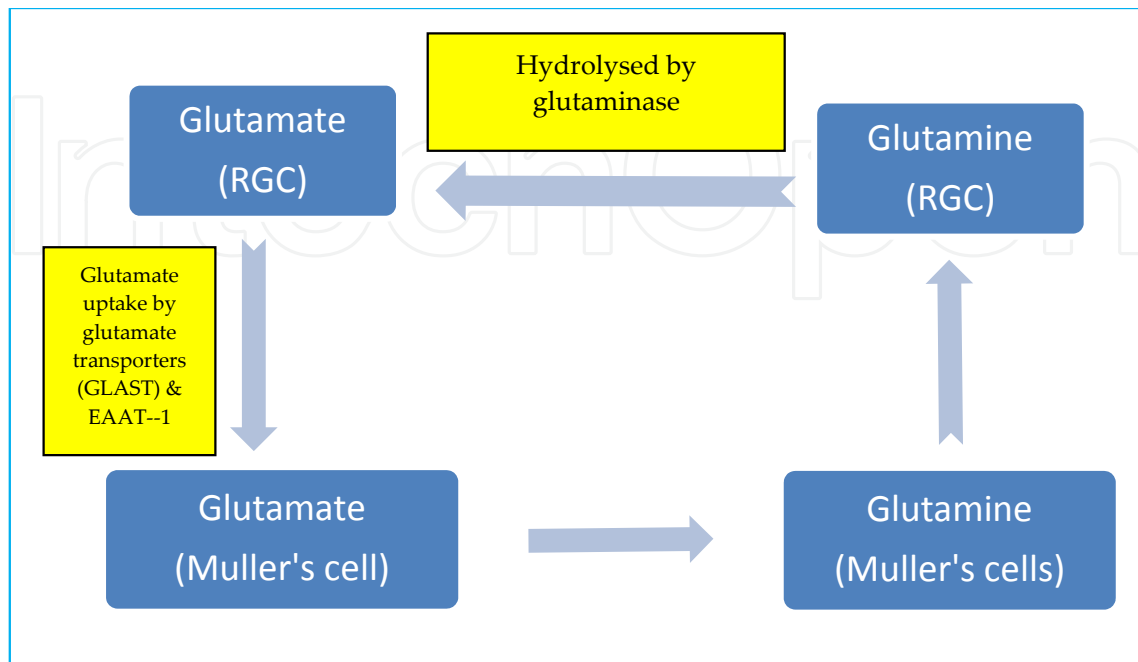 Hydrolysed by
glutaminase
Glutamate
(RGC)
Glutamine
(RGC)
IntechOpen
Glutamate
uptake by
glutamate
transporters
(GLAST) &
EAAT--1
Glutamate
(Muller's cell)
Glutamine
(Muller's cells)